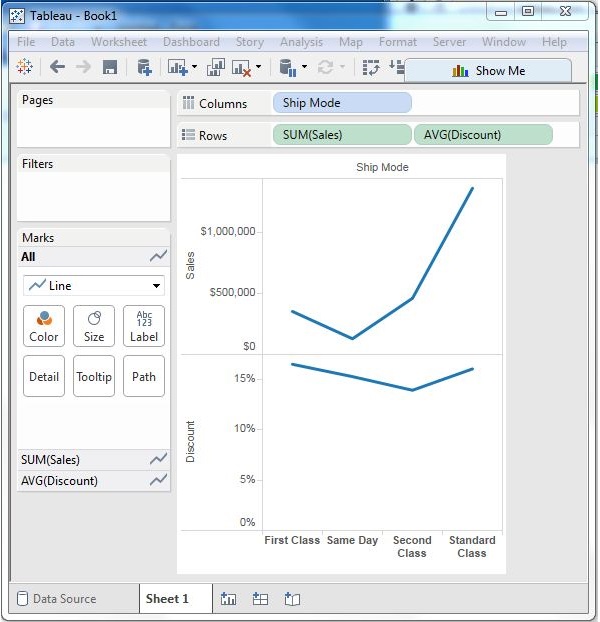 Tableau - Book1
File Data Worksheet Dashboard Story Analysis Map Format Server Window Help
Show Me
Pages
Columns Ship Mode
Rows SUM(Sales) AVG(Discount)
Filters
Marks
All
Line
Color Size Abc 123 Label
Detail Tooltip Path
SUM(Sales)
AVG(Discount)
Ship Mode
Sales
$1,000,000
$500,000
$0
Discount
15%
10%
5%
0%
First Class Same Day Second Class Standard Class
Data Source Sheet 1